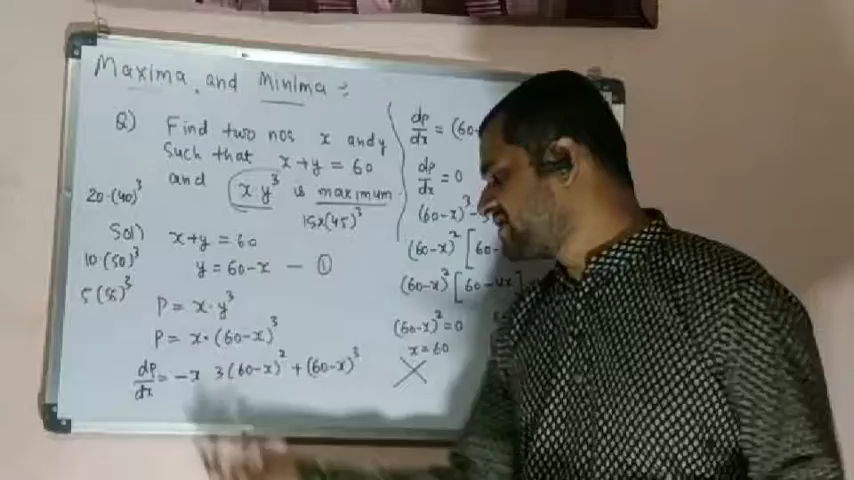 Maxima and Minima :-
Q) Find two nos x and y
such that x+y = 60
and x·y³ is maximum
20·(40)³
15x(45)³
Sol) x+y = 60
10·(50)³
y = 60-x — ①
5(55)³
P = x·y³
P = x·(60-x)³
dp/dx = -x 3(60-x)² + (60-x)³
dp/dx = (60-
dp/dx = 0
(60-x)³-
(60-x)² [60-
(60-x)² [60-4x]
(60-x)² = 0
x = 60